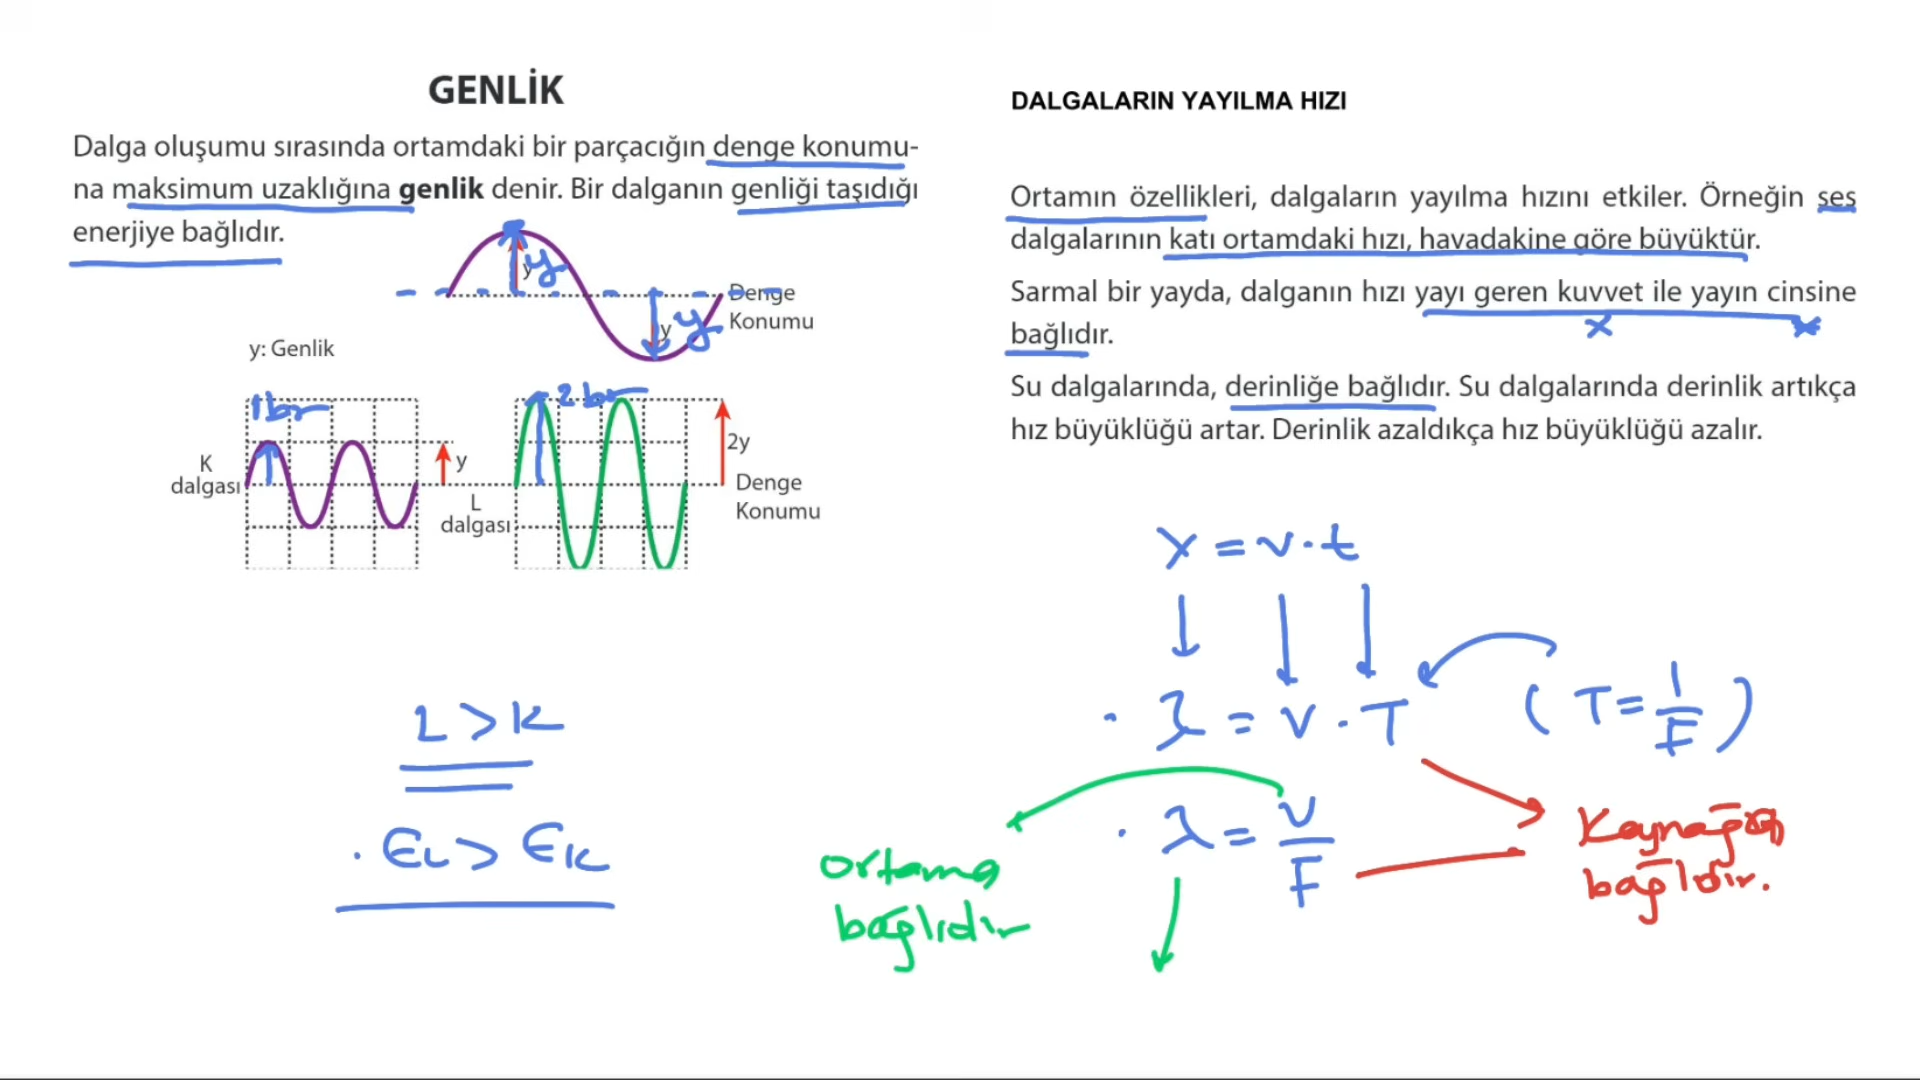 GENLİK
Dalga oluşumu sırasında ortamdaki bir parçacığın denge konumu-
na maksimum uzaklığına genlik denir. Bir dalganın genliği taşıdığı
enerjiye bağlıdır.
y
y
Denge
Konumu
y
y
y: Genlik
1br
2br
K
dalgası
y
L
dalgası
2y
Denge
Konumu
L > K
. EL > EK
DALGALARIN YAYILMA HIZI
Ortamın özellikleri, dalgaların yayılma hızını etkiler. Örneğin ses
dalgalarının katı ortamdaki hızı, havadakine göre büyüktür.
Sarmal bir yayda, dalganın hızı yayı geren kuvvet ile yayın cinsine
bağlıdır.
x x
Su dalgalarında, derinliğe bağlıdır. Su dalgalarında derinlik artıkça
hız büyüklüğü artar. Derinlik azaldıkça hız büyüklüğü azalır.
x = v . t
. λ = v . T (T = 1/F)
. λ = v/F
ortama
bağlıdır
Kaynağa
bağlıdır.